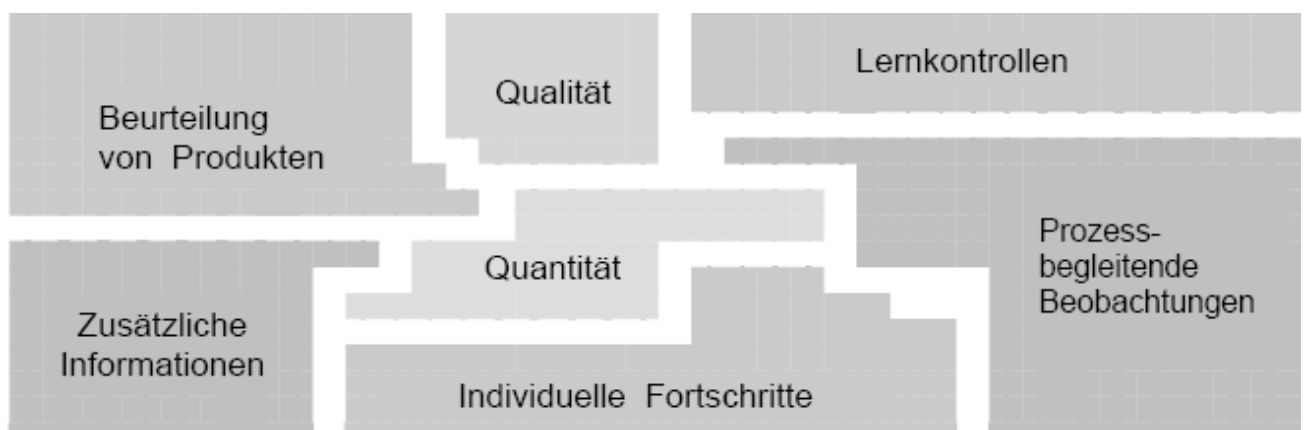 Beurteilung
von Produkten
Qualität
Lernkontrollen
Zusätzliche
Informationen
Quantität
Prozess-
begleitende
Beobachtungen
Individuelle Fortschritte